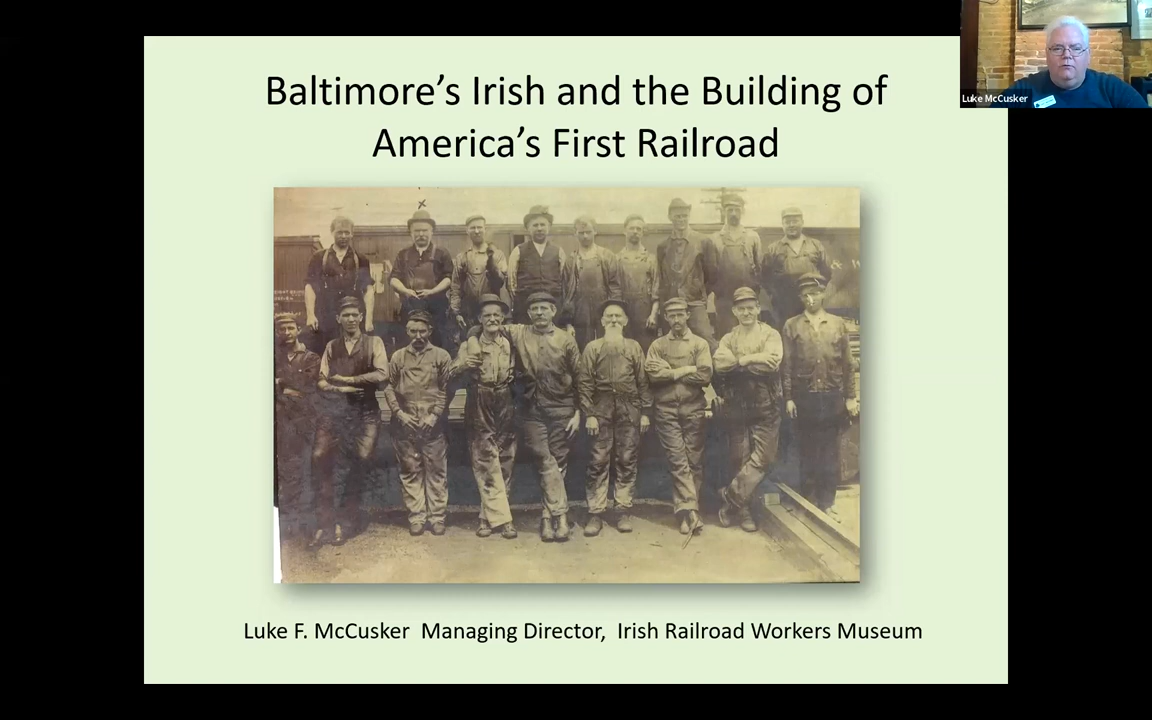 Baltimore’s Irish and the Building of
America’s First Railroad
Luke McCusker
Luke F. McCusker  Managing Director,  Irish Railroad Workers Museum